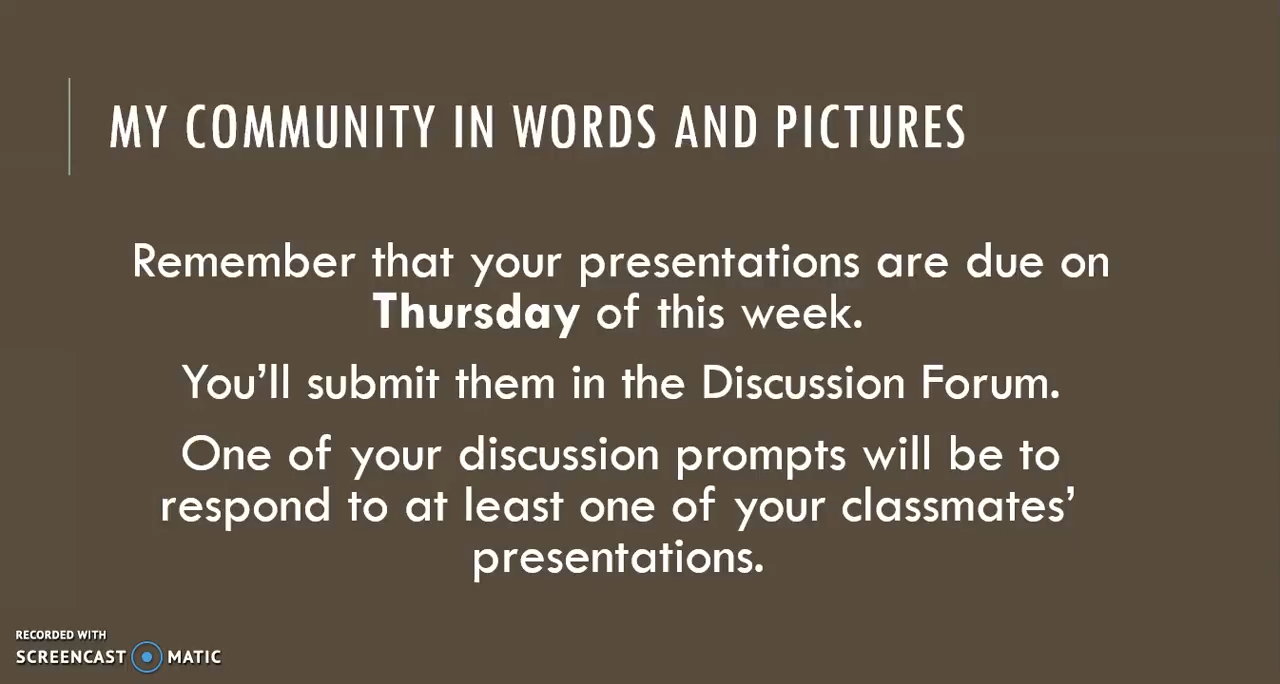 MY COMMUNITY IN WORDS AND PICTURES
Remember that your presentations are due on
Thursday of this week.
You’ll submit them in the Discussion Forum.
One of your discussion prompts will be to
respond to at least one of your classmates’
presentations.
RECORDED WITH
SCREENCAST MATIC